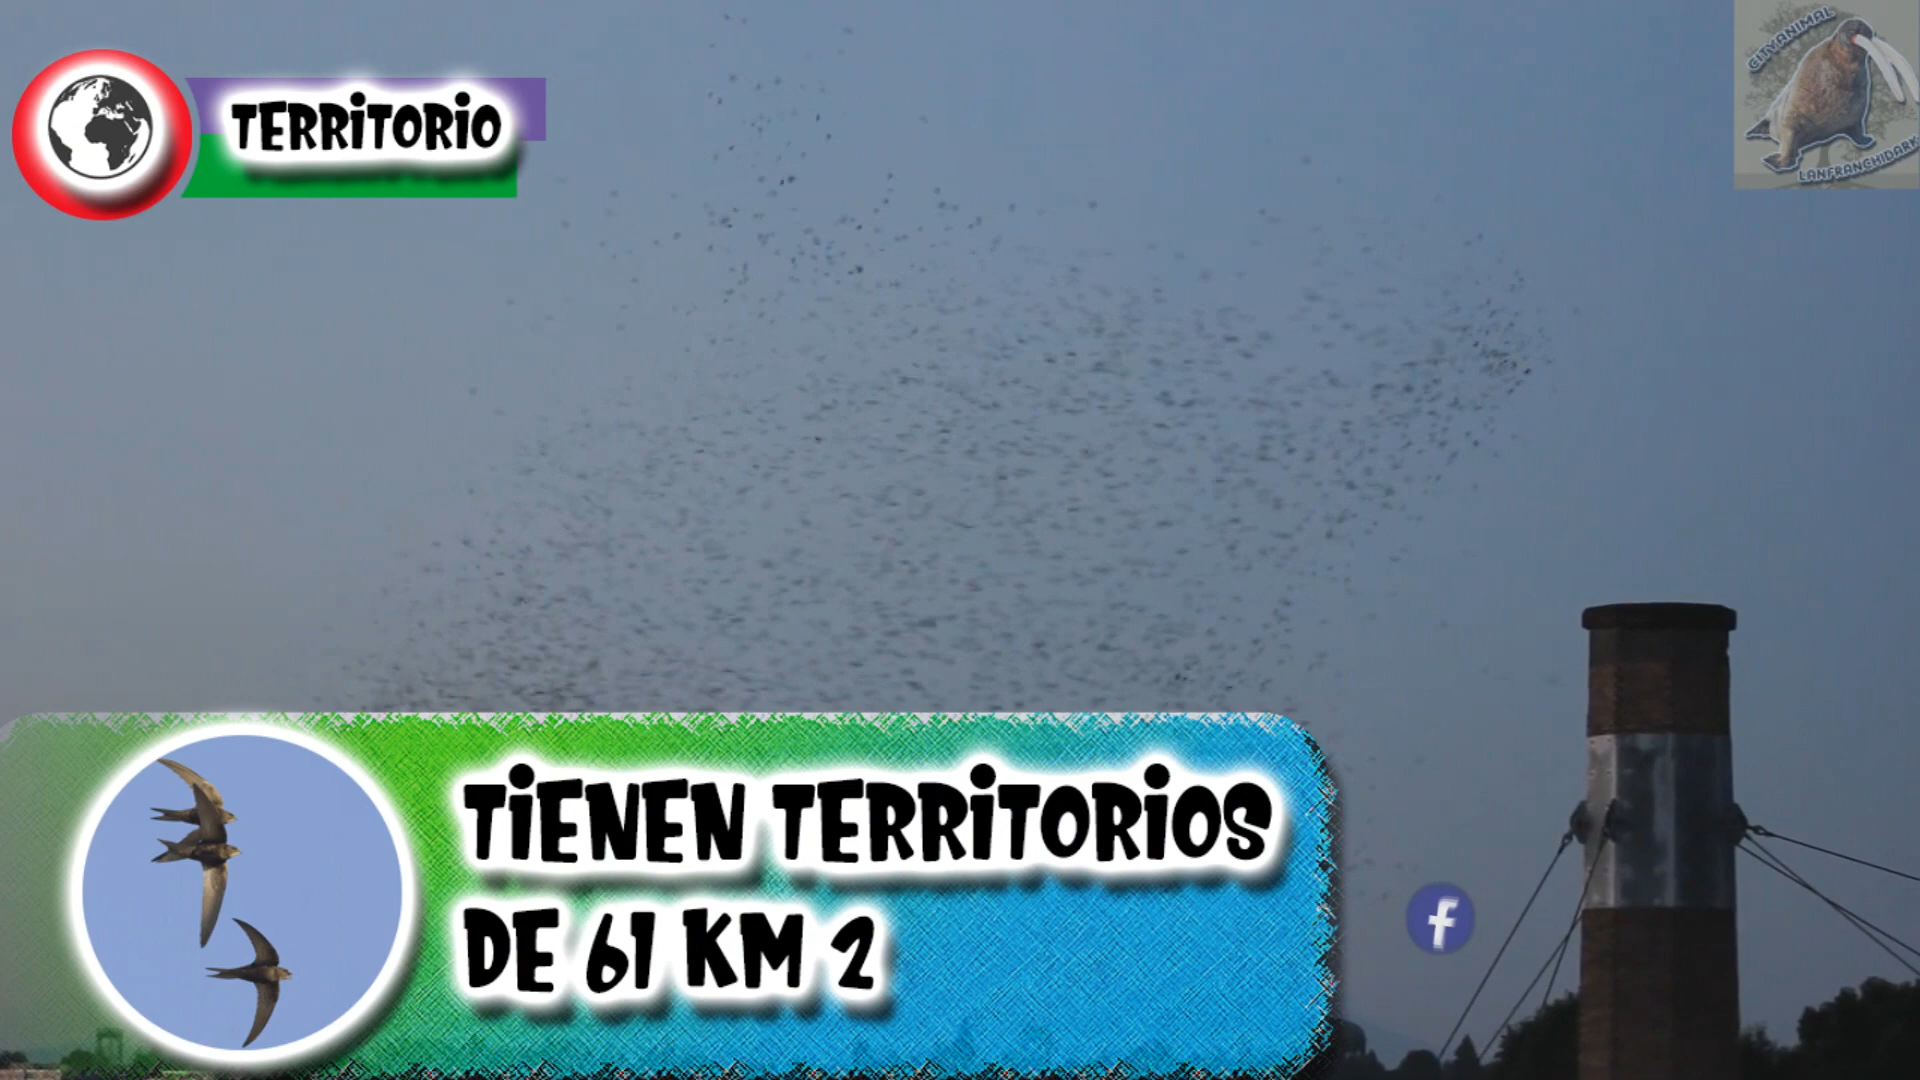 TERRiTORiO
CITYANIMAL
LANFRANCHIDARK
TiENEN TERRiTORiOS
DE 61 KM 2
f